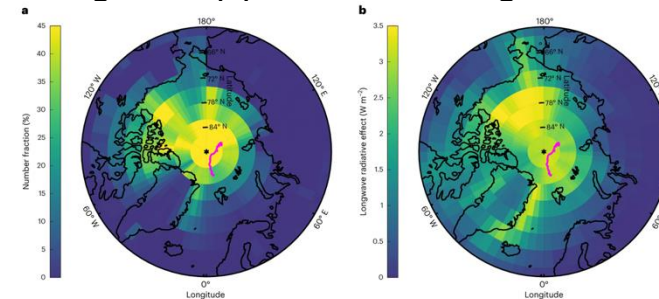 a
180°
45
40
35
30
25
20
15
10
5
0
Number fraction (%)
120° W
120° E
60° W
60° E
66° N
72° N
78° N
84° N
Latitude
0°
Longitude
b
180°
3.5
3
2.5
2
1.5
1
0.5
0
Longwave radiative effect (W m⁻²)
120° W
120° E
60° W
60° E
66° N
72° N
78° N
84° N
Latitude
0°
Longitude